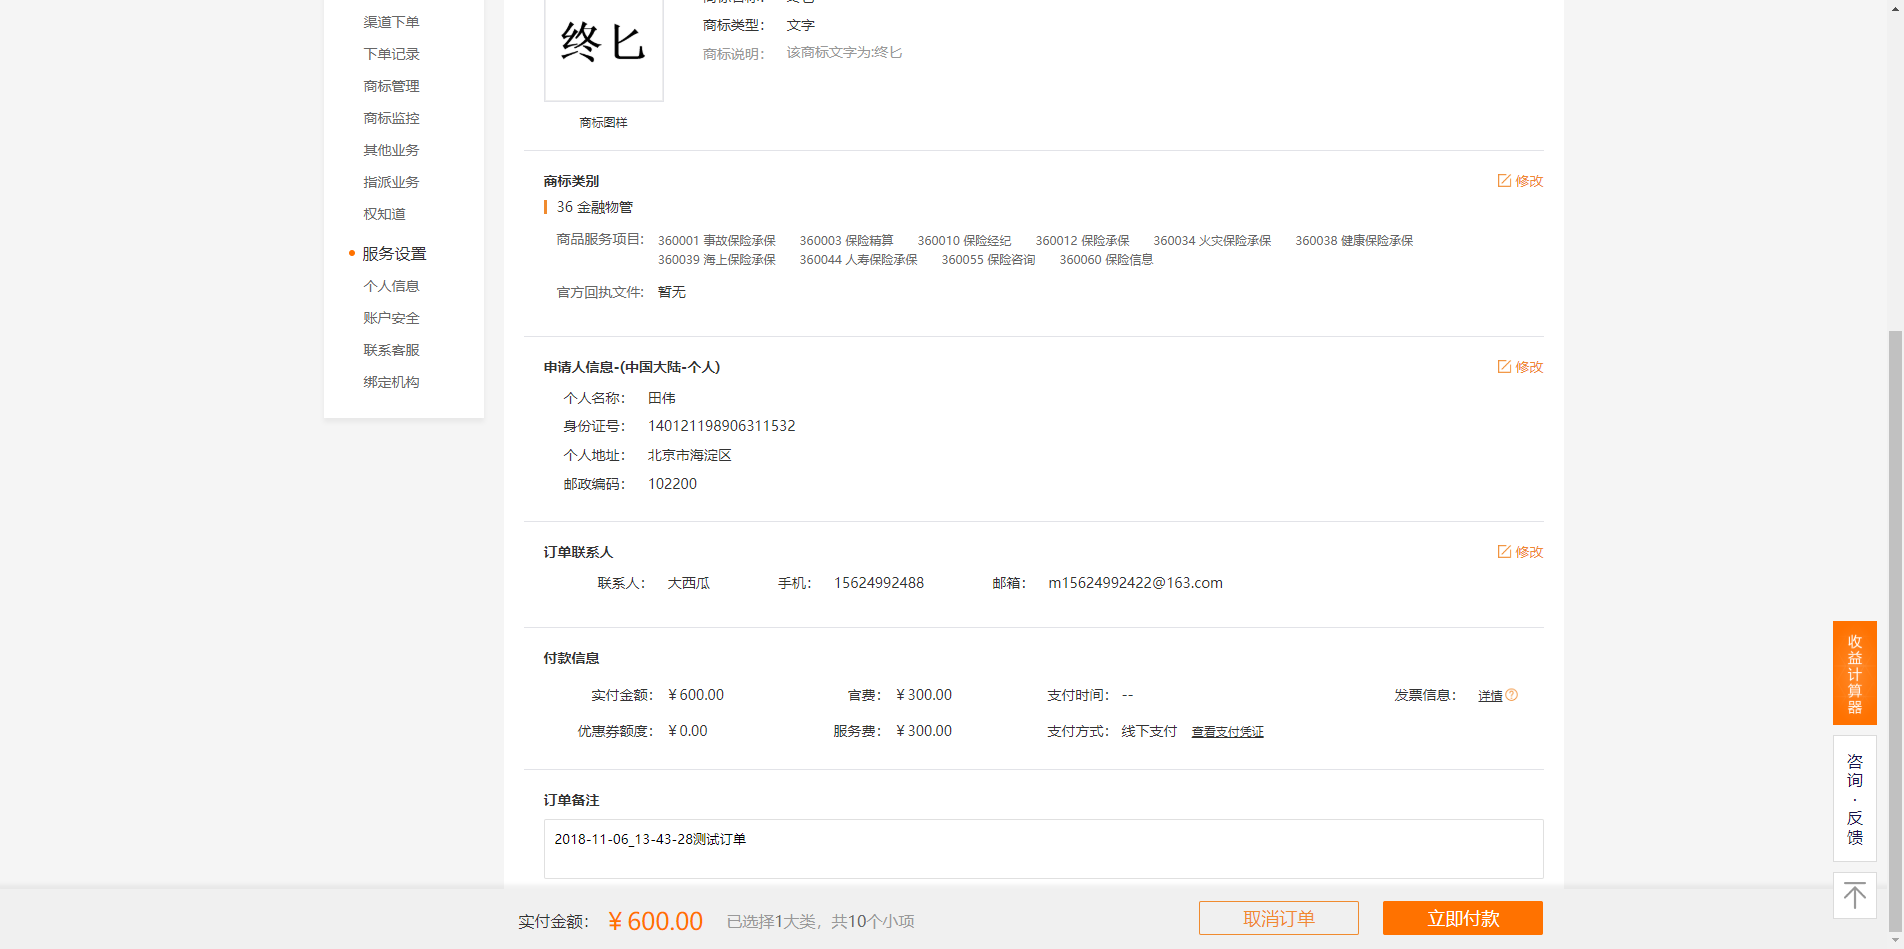 渠道下单
下单记录
商标管理
商标监控
其他业务
指派业务
权知道
服务设置
个人信息
账户安全
联系客服
绑定机构
终匕
商标图样
商标类型： 文字
商标说明： 该商标文字为:终匕
商标类别 修改
36 金融物管
商品服务项目: 360001 事故保险承保 360003 保险精算 360010 保险经纪 360012 保险承保 360034 火灾保险承保 360038 健康保险承保
360039 海上保险承保 360044 人寿保险承保 360055 保险咨询 360060 保险信息
官方回执文件: 暂无
申请人信息-(中国大陆-个人) 修改
个人名称： 田伟
身份证号： 140121198906311532
个人地址： 北京市海淀区
邮政编码： 102200
订单联系人 修改
联系人： 大西瓜 手机： 15624992488 邮箱： m15624992422@163.com
付款信息
实付金额： ￥600.00 官费： ￥300.00 支付时间： -- 发票信息： 详情
优惠券额度： ￥0.00 服务费： ￥300.00 支付方式： 线下支付 查看支付凭证
订单备注
2018-11-06_13-43-28测试订单
实付金额： ￥600.00 已选择1大类，共10个小项 取消订单 立即付款
收益计算器
咨询·反馈